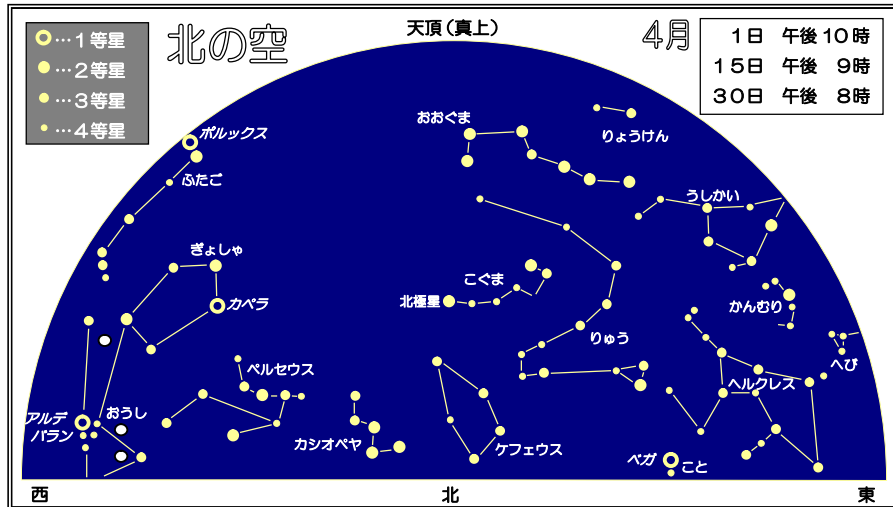 北の空
天頂(真上)
4月
1日 午後10時
15日 午後 9時
30日 午後 8時
…1等星
…2等星
…3等星
…4等星
ポルックス
ふたご
おおぐま
りょうけん
うしかい
ぎょしゃ
カペラ
こぐま
北極星
かんむり
りゅう
へび
ペルセウス
ヘルクレス
アルデ
バラン
おうし
カシオペヤ
ケフェウス
ベガ
こと
西
北
東